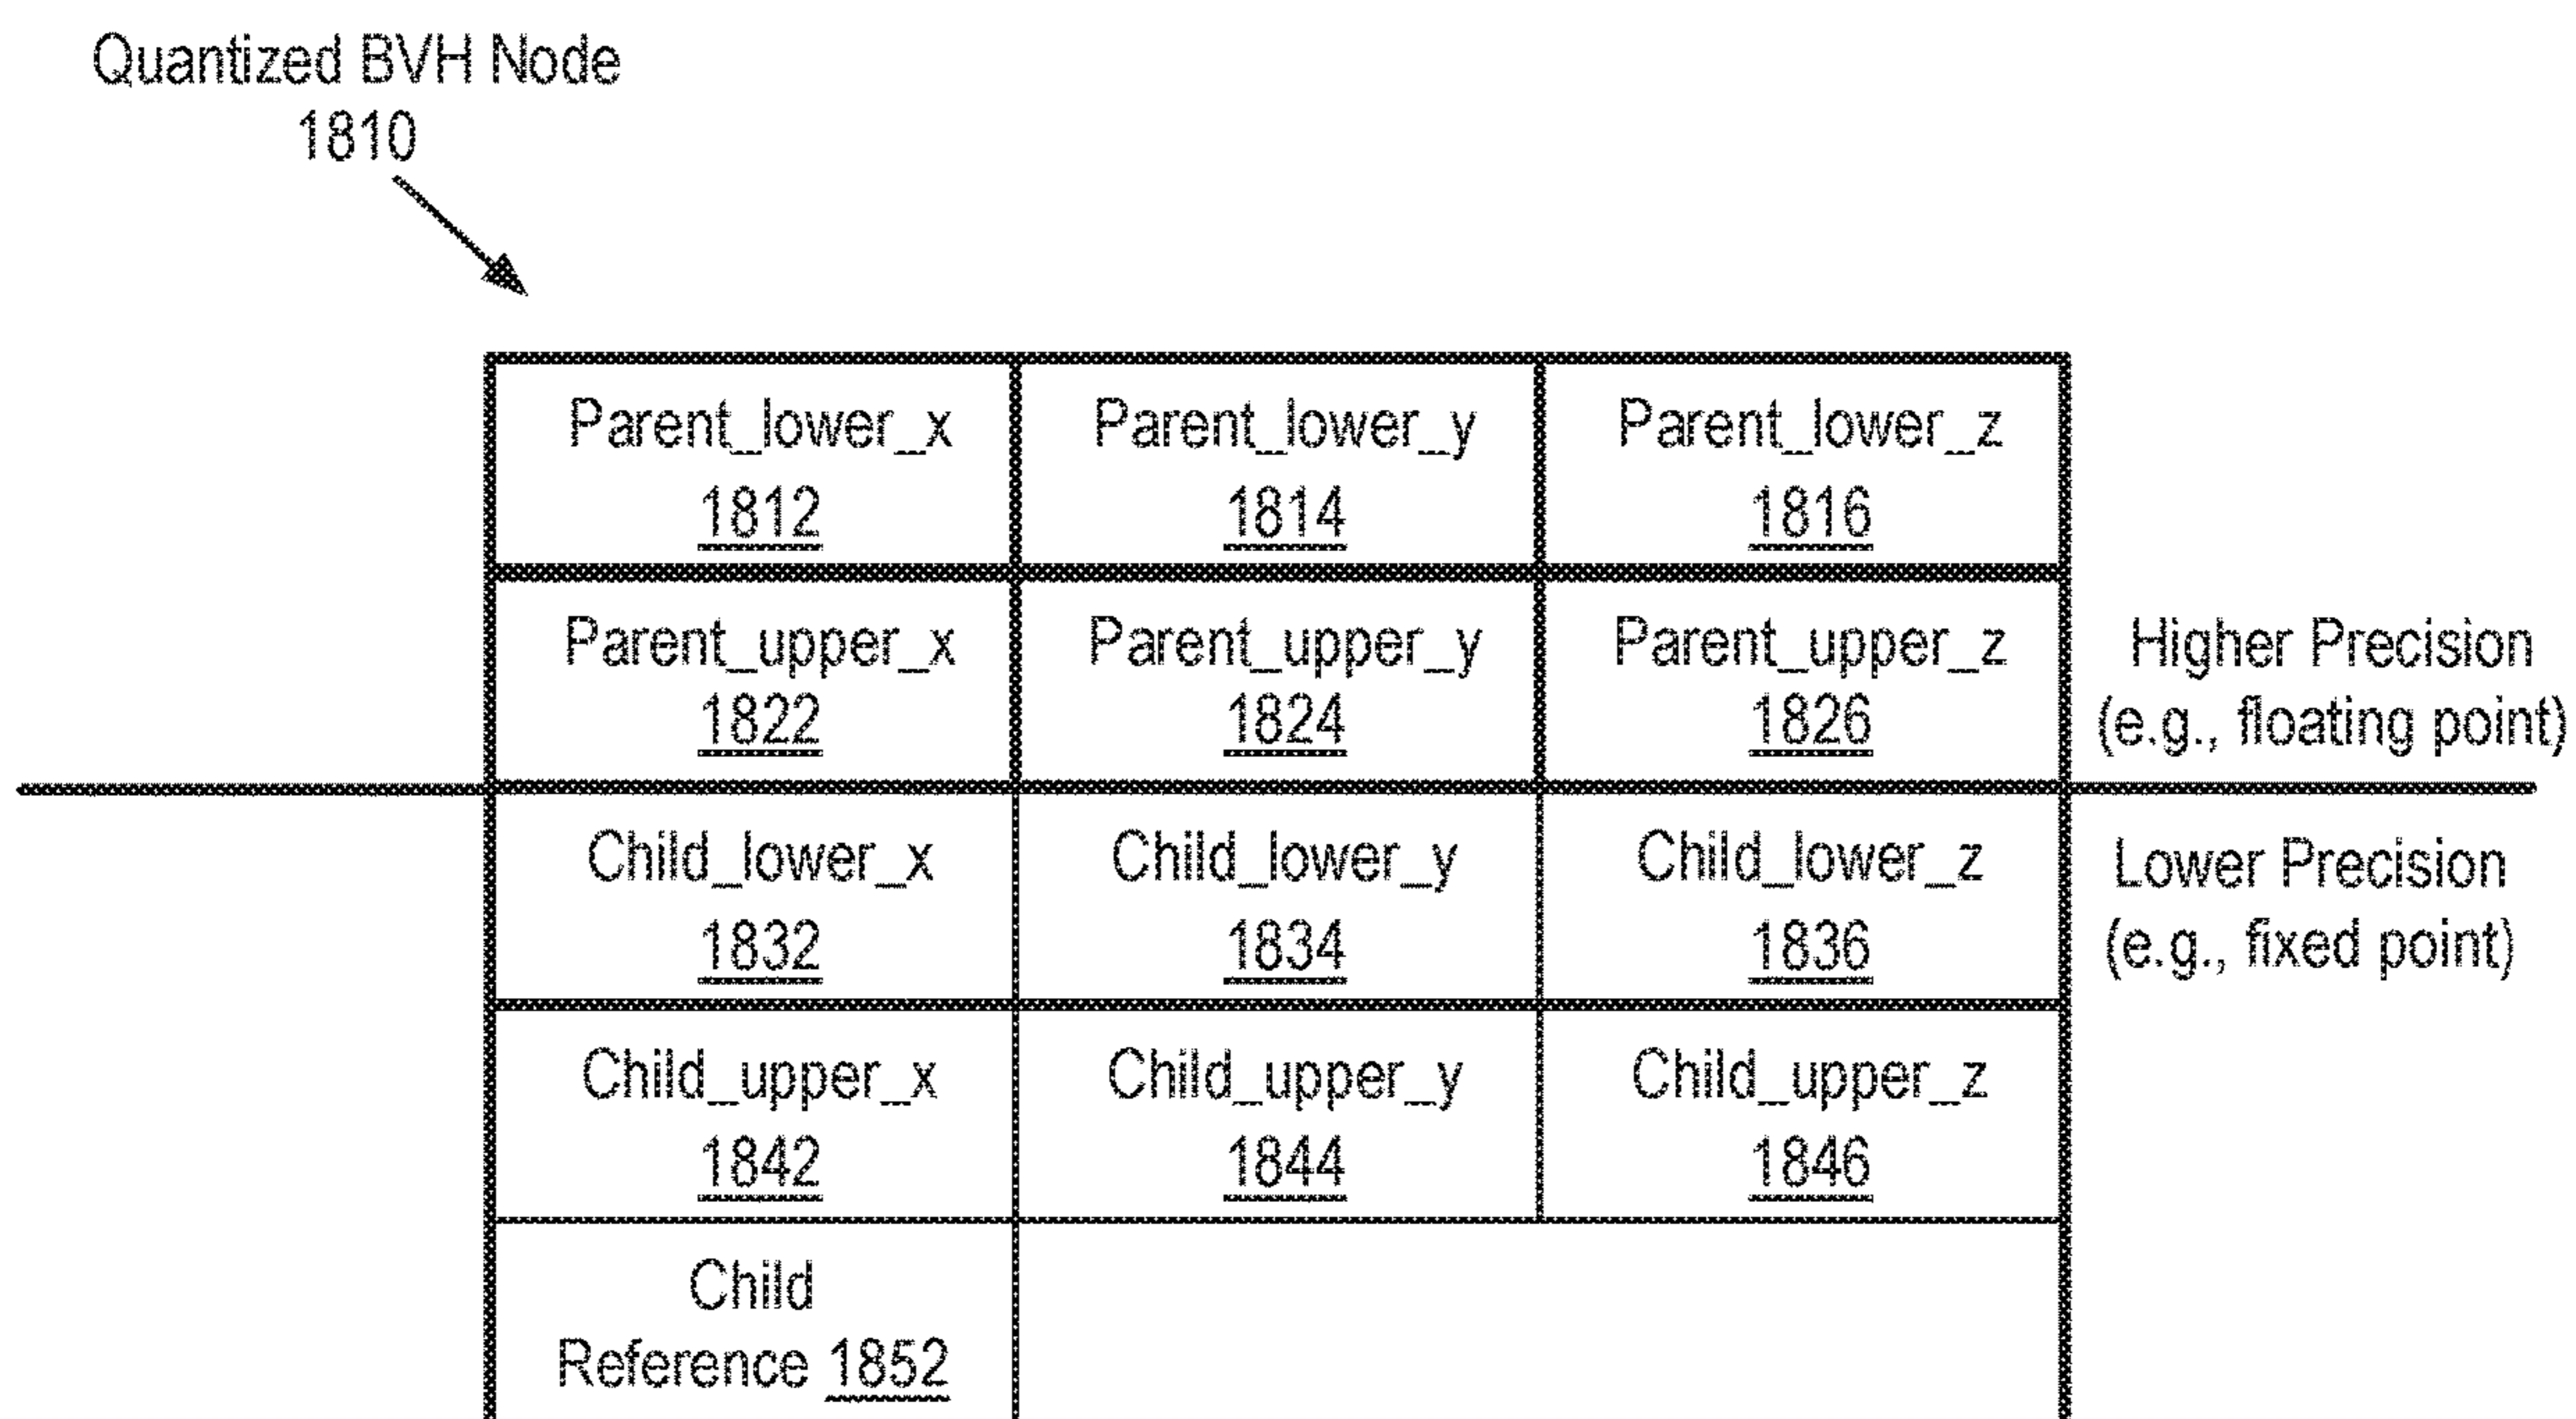 Quantized BVH Node
1810
Parent_lower_x Parent_lower_y Parent_lower_z
1812 1814 1816
Parent_upper_x Parent_upper_y Parent_upper_z Higher Precision
1822 1824 1826 (e.g., floating point)
Child_lower_x Child_lower_y Child_lower_z Lower Precision
1832 1834 1836 (e.g., fixed point)
Child_upper_x Child_upper_y Child_upper_z
1842 1844 1846
Child
Reference 1852